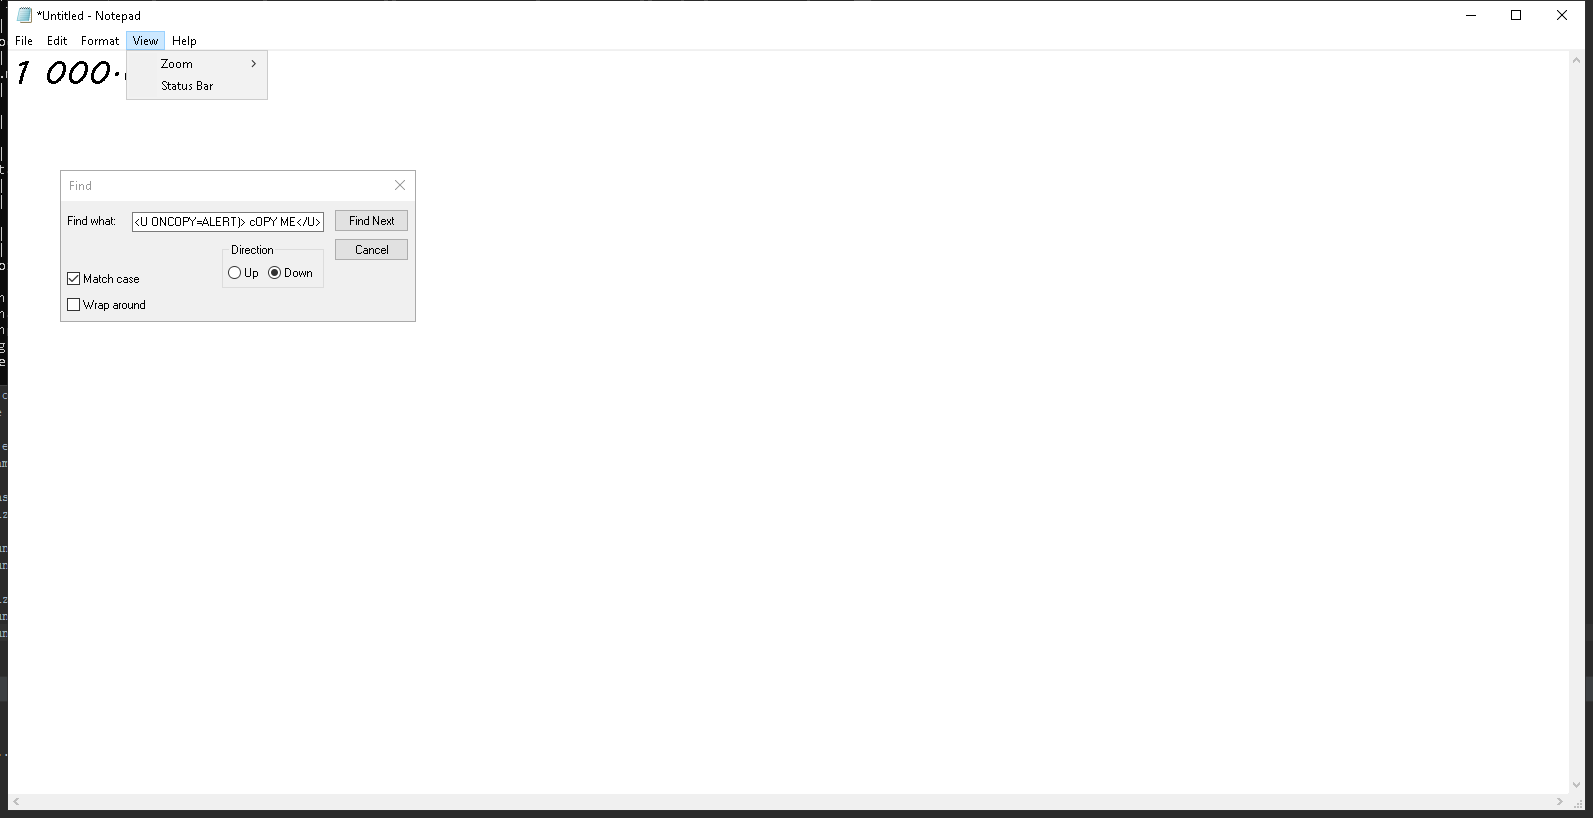 *Untitled - Notepad
File Edit Format View Help
1 000.
Zoom
Status Bar
Find
Find what: <U ONCOPY=ALERT)> cOPY ME</U> Find Next
Direction Cancel
Up Down
Match case
Wrap around